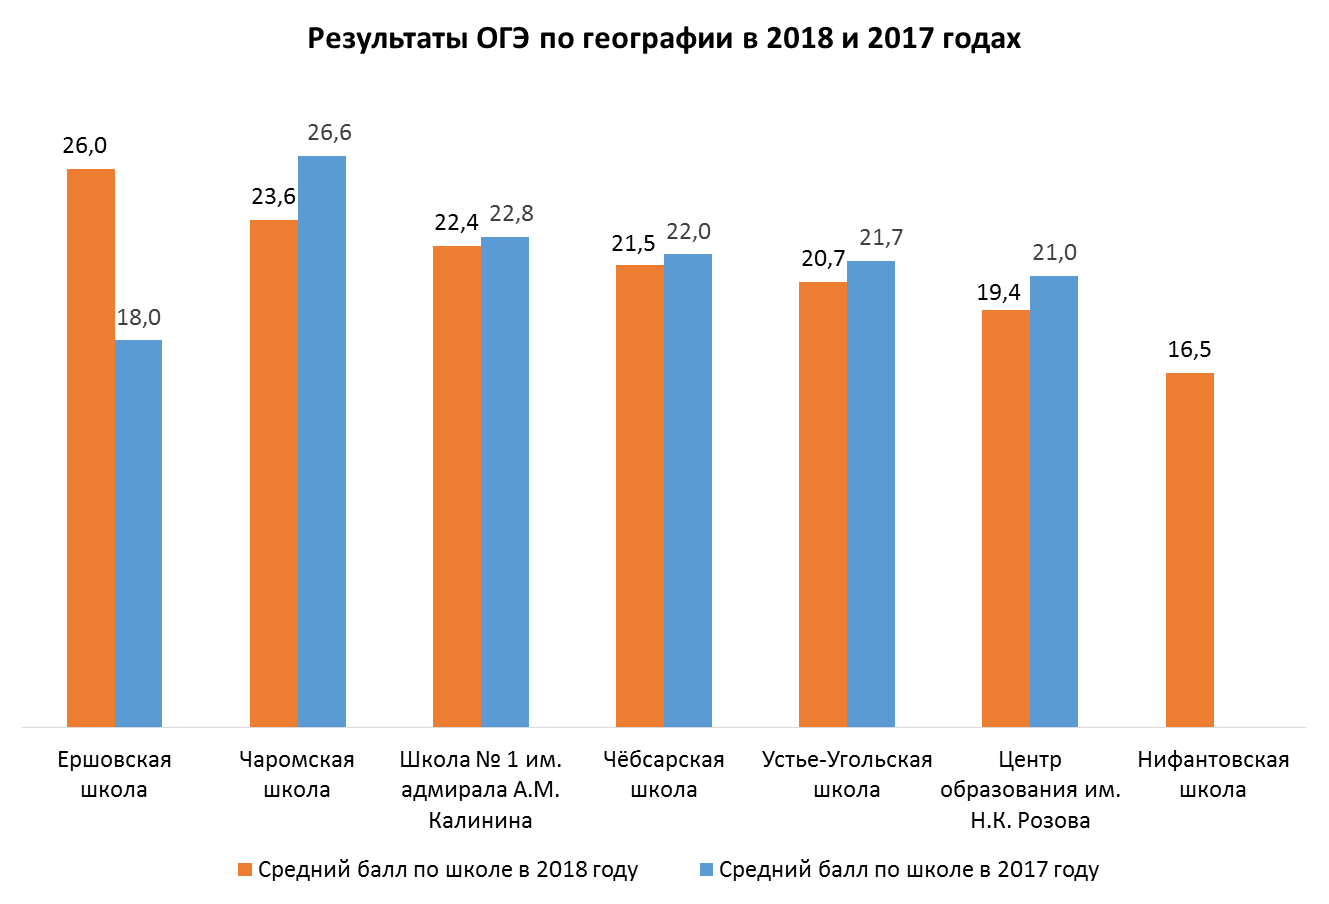 Результаты ОГЭ по географии в 2018 и 2017 годах
26,0
18,0
23,6
26,6
22,4
22,8
21,5
22,0
20,7
21,7
19,4
21,0
16,5
Ершовская
школа
Чаромская
школа
Школа № 1 им.
адмирала А.М.
Калинина
Чёбсарская
школа
Устье-Угольская
школа
Центр
образования им.
Н.К. Розова
Нифантовская
школа
Средний балл по школе в 2018 году
Средний балл по школе в 2017 году